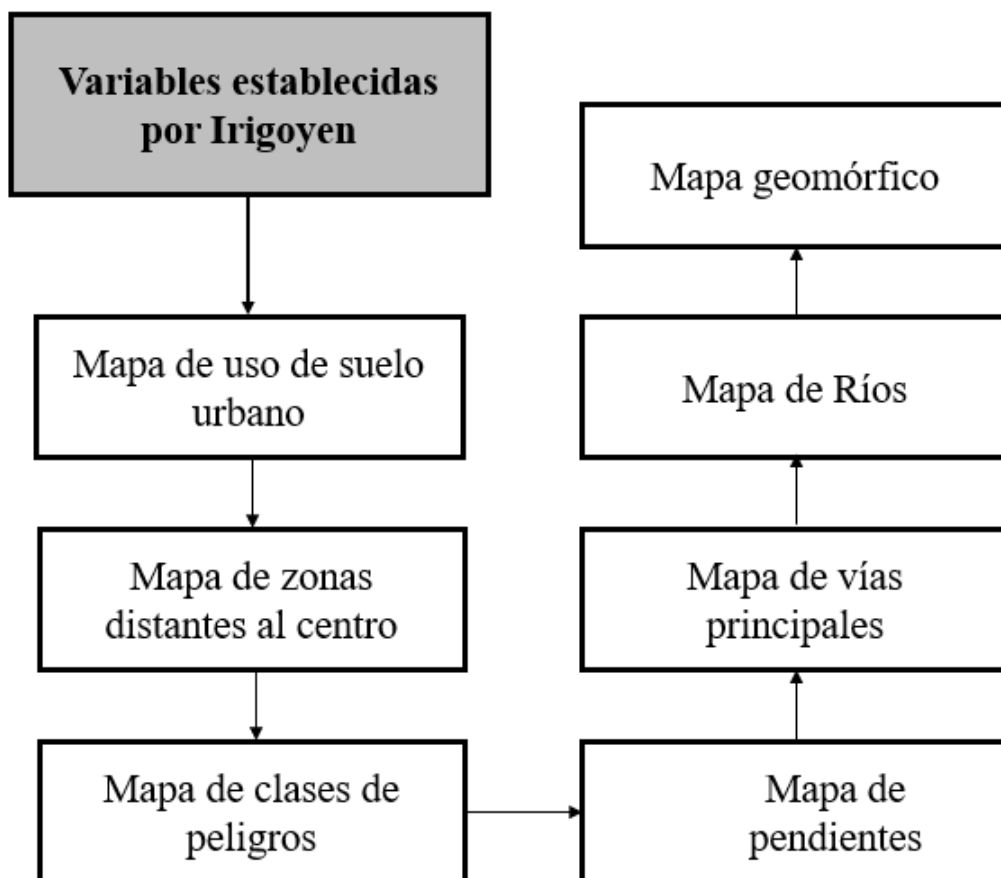 Variables establecidas
por Irigoyen
Mapa de uso de suelo
urbano
Mapa de zonas
distantes al centro
Mapa de clases de
peligros
Mapa de
pendientes
Mapa de vías
principales
Mapa de Ríos
Mapa geomórfico